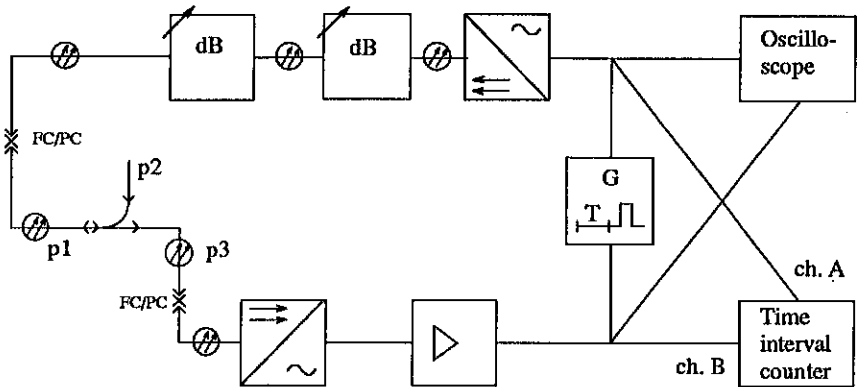 dB
dB
Oscillo-
scope
FC/PC
p2
G
T
p1
p3
ch. A
FC/PC
Time
interval
counter
ch. B